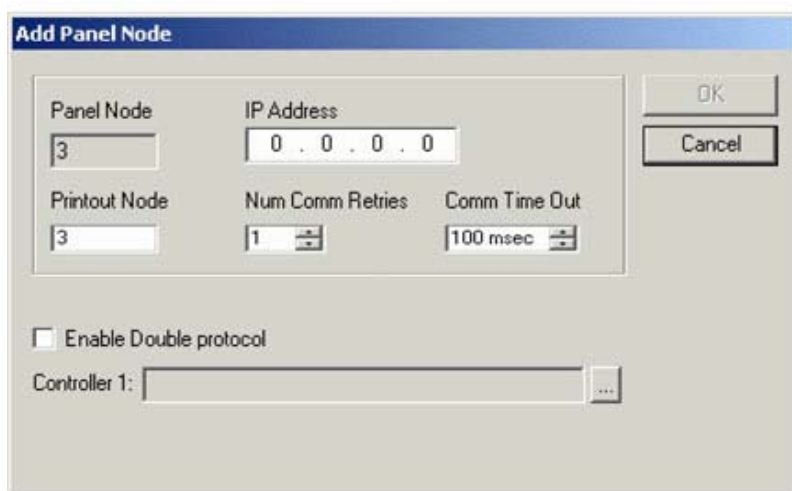 Add Panel Node
Panel Node
IP Address
OK
3
0 . 0 . 0 . 0
Cancel
Printout Node
Num Comm Retries
Comm Time Out
3
1
100 msec
Enable Double protocol
Controller 1:
...